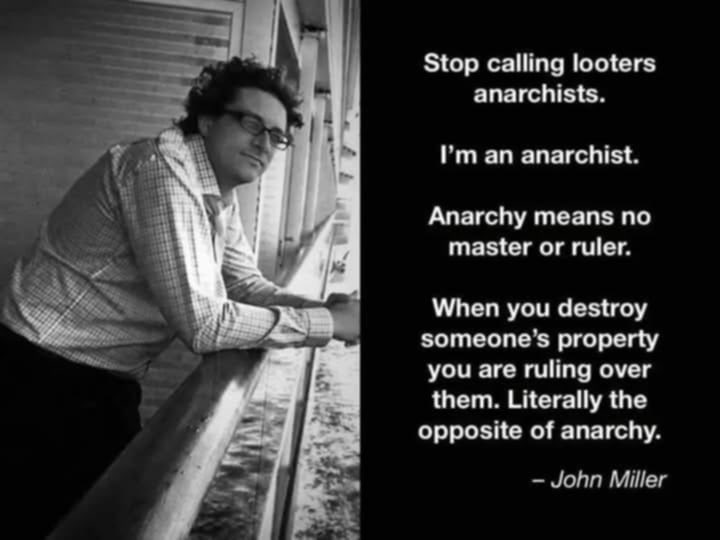 Stop calling looters
anarchists.
I'm an anarchist.
Anarchy means no
master or ruler.
When you destroy
someone's property
you are ruling over
them. Literally the
opposite of anarchy.
– John Miller